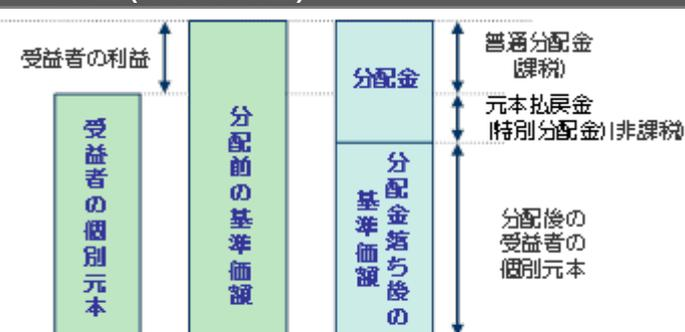 受益者の利益
受益者の個別元本
分配前の基準価額
分配金
分配金落ち後の
基準価額
普通分配金
(課税)
元本払戻金
(特別分配金)(非課税)
分配後の
受益者の
個別元本